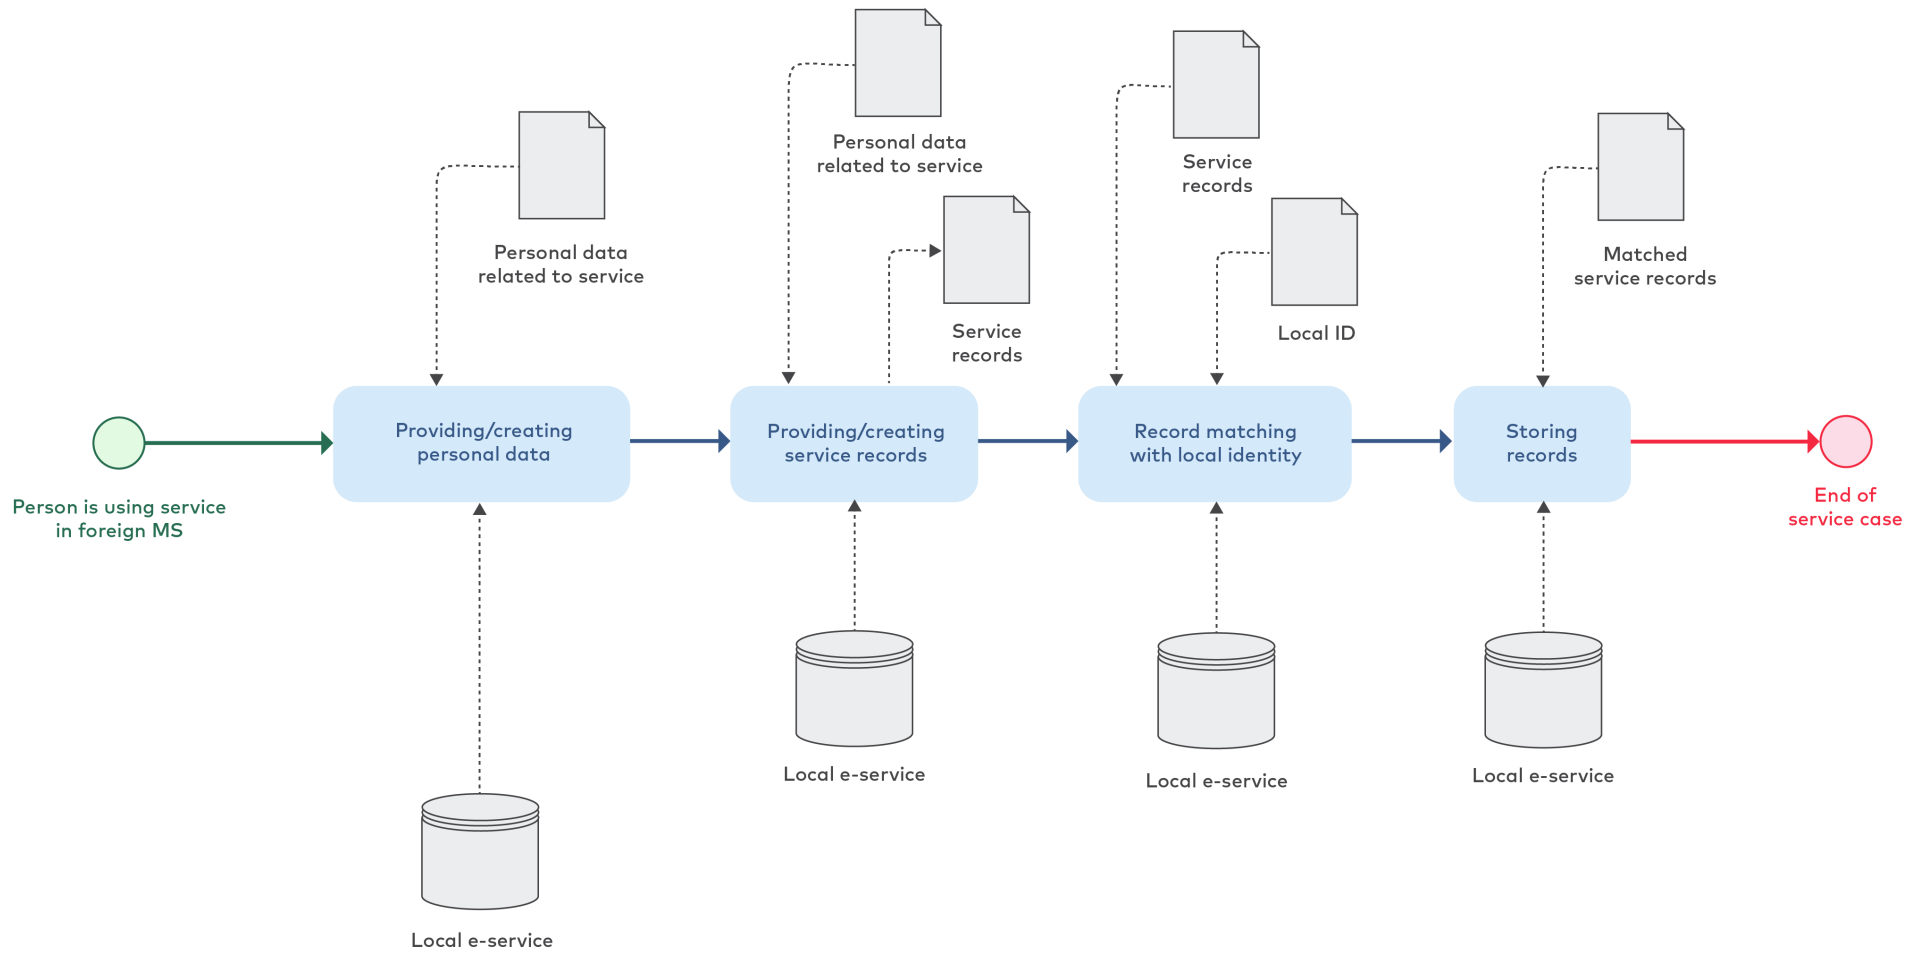 Personal data
related to service
Service
records
Personal data
related to service
Service
records
Local ID
Matched
service records
Person is using service
in foreign MS
Providing/creating
personal data
Providing/creating
service records
Record matching
with local identity
Storing
records
End of
service case
Local e-service
Local e-service
Local e-service
Local e-service